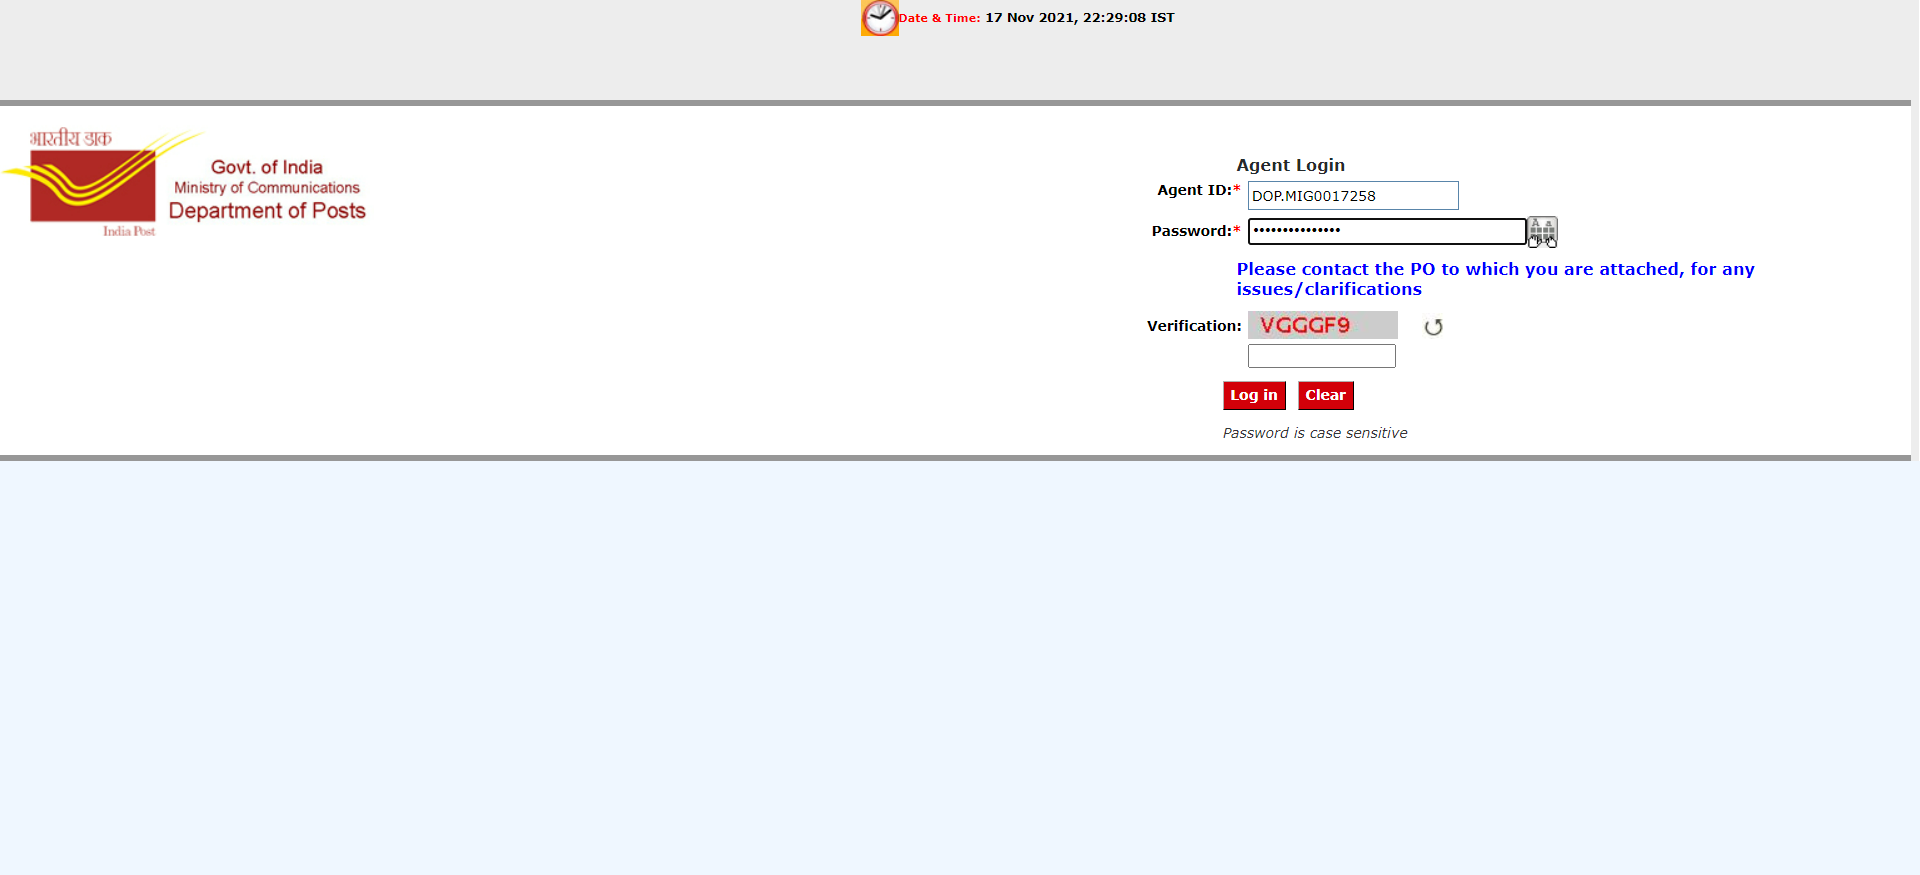 Date & Time: 17 Nov 2021, 22:29:08 IST
भारतीय डाक
Govt. of India
Ministry of Communications
Department of Posts
India Post
Agent Login
Agent ID:* DOP.MIG0017258
Password:* •••••••••••••••
Please contact the PO to which you are attached, for any
issues/clarifications
Verification: VGGGF9
Log in Clear
Password is case sensitive